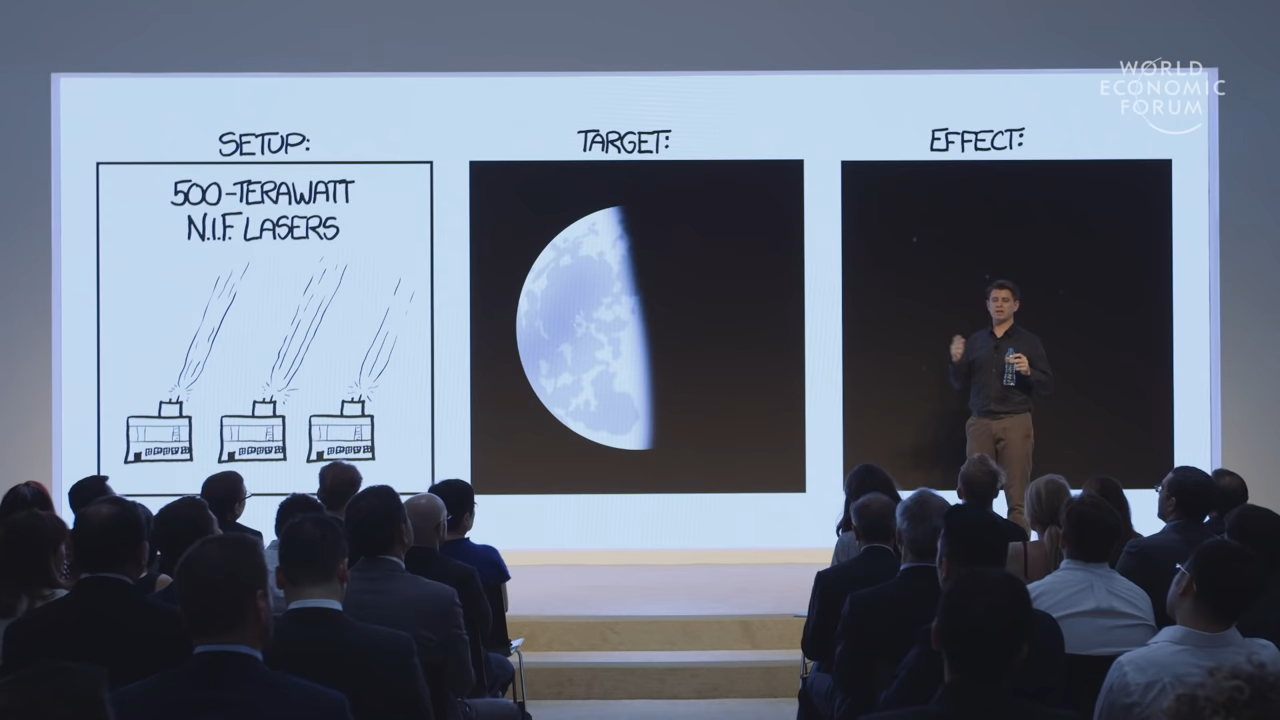 WORLD
ECONOMIC
FORUM
SETUP:
TARGET:
EFFECT:
500-TERAWATT
N.I.F. LASERS